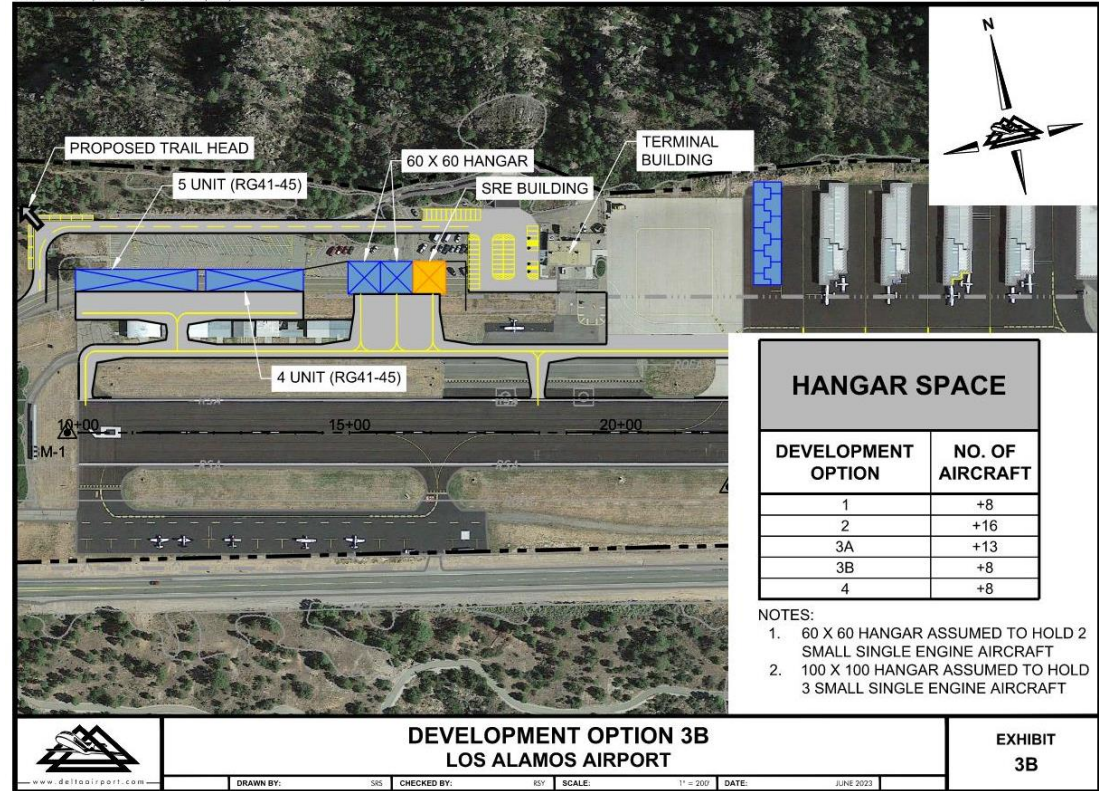 N
PROPOSED TRAIL HEAD
5 UNIT (RG41-45)
60 X 60 HANGAR
SRE BUILDING
TERMINAL
BUILDING
4 UNIT (RG41-45)
10+00
15+00
20+00
BM-1
RSA
HANGAR SPACE
DEVELOPMENT OPTION NO. OF AIRCRAFT
1 +8
2 +16
3A +13
3B +8
4 +8
NOTES:
1. 60 X 60 HANGAR ASSUMED TO HOLD 2
SMALL SINGLE ENGINE AIRCRAFT
2. 100 X 100 HANGAR ASSUMED TO HOLD
3 SMALL SINGLE ENGINE AIRCRAFT
www.deltaairport.com
DEVELOPMENT OPTION 3B
LOS ALAMOS AIRPORT
EXHIBIT
3B
DRAWN BY: SRS CHECKED BY: RSY SCALE: 1" = 200' DATE: JUNE 2023